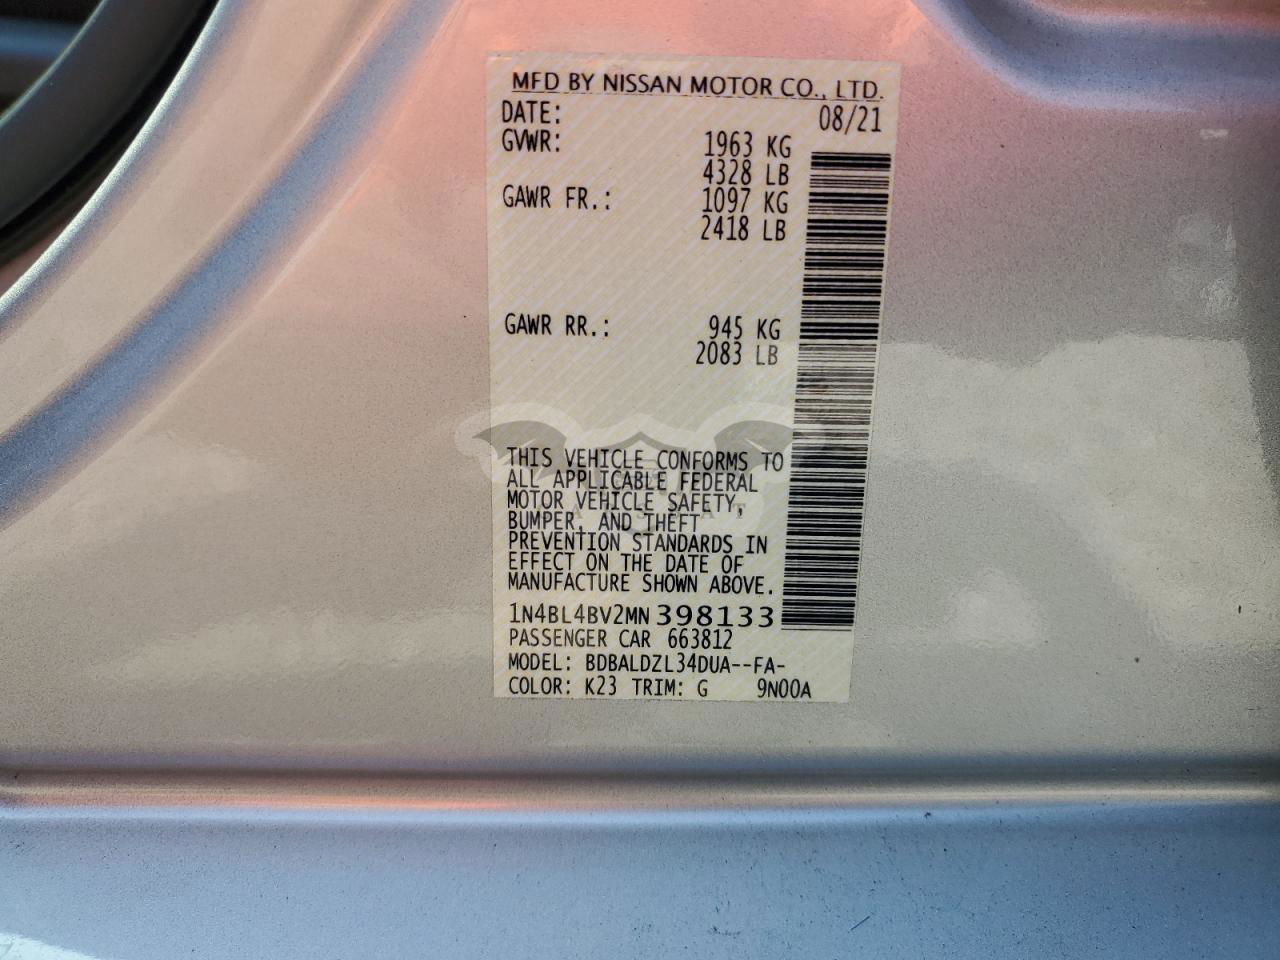 MFD BY NISSAN MOTOR CO., LTD.
DATE: 08/21
GVWR: 1963 KG
4328 LB
GAWR FR.: 1097 KG
2418 LB
GAWR RR.: 945 KG
2083 LB
THIS VEHICLE CONFORMS TO
ALL APPLICABLE FEDERAL
MOTOR VEHICLE SAFETY,
BUMPER, AND THEFT
PREVENTION STANDARDS IN
EFFECT ON THE DATE OF
MANUFACTURE SHOWN ABOVE.
1N4BL4BV2MN398133
PASSENGER CAR 663812
MODEL: BDBALDZL34DUA--FA-
COLOR: K23 TRIM: G 9N00A